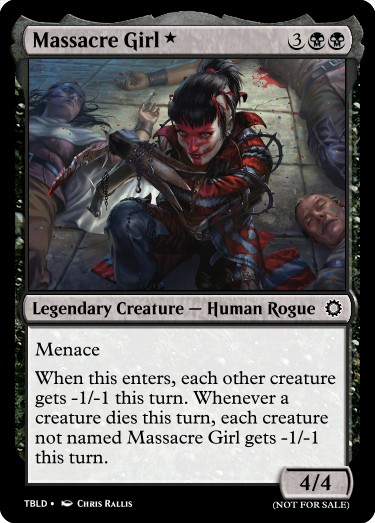 Massacre Girl★ 3
Legendary Creature — Human Rogue
Menace
When this enters, each other creature
gets -1/-1 this turn. Whenever a
creature dies this turn, each creature
not named Massacre Girl gets -1/-1
this turn.
4/4
TBLD • Chris Rallis
(NOT FOR SALE)